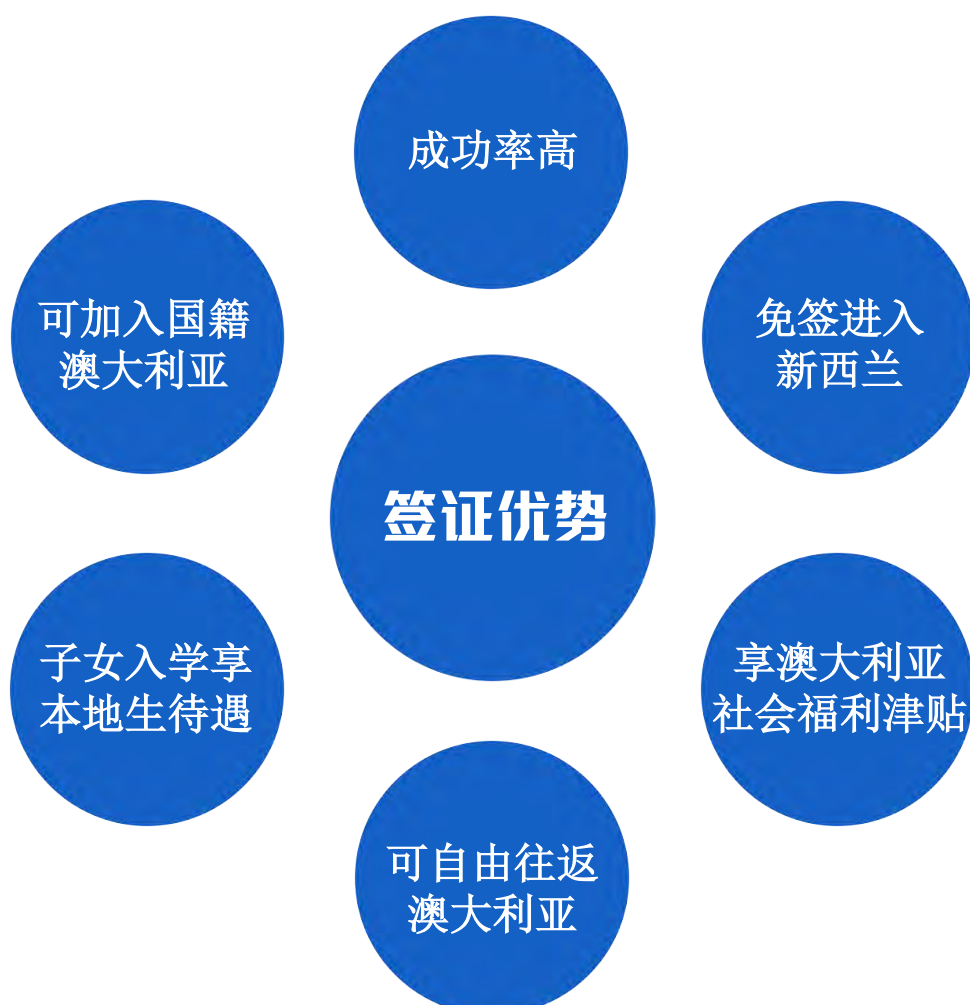 成功率高
可加入国籍
澳大利亚
免签进入
新西兰
签证优势
子女入学享
本地生待遇
享澳大利亚
社会福利津贴
可自由往返
澳大利亚